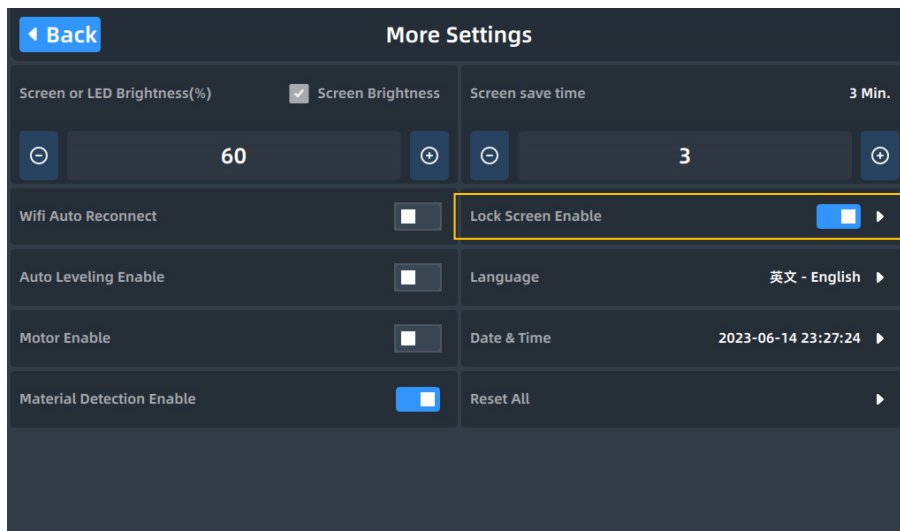 Back
More Settings
Screen or LED Brightness(%)
Screen Brightness
60
Screen save time
3 Min.
3
Wifi Auto Reconnect
Lock Screen Enable
Auto Leveling Enable
Language
英文 - English
Motor Enable
Date & Time
2023-06-14 23:27:24
Material Detection Enable
Reset All